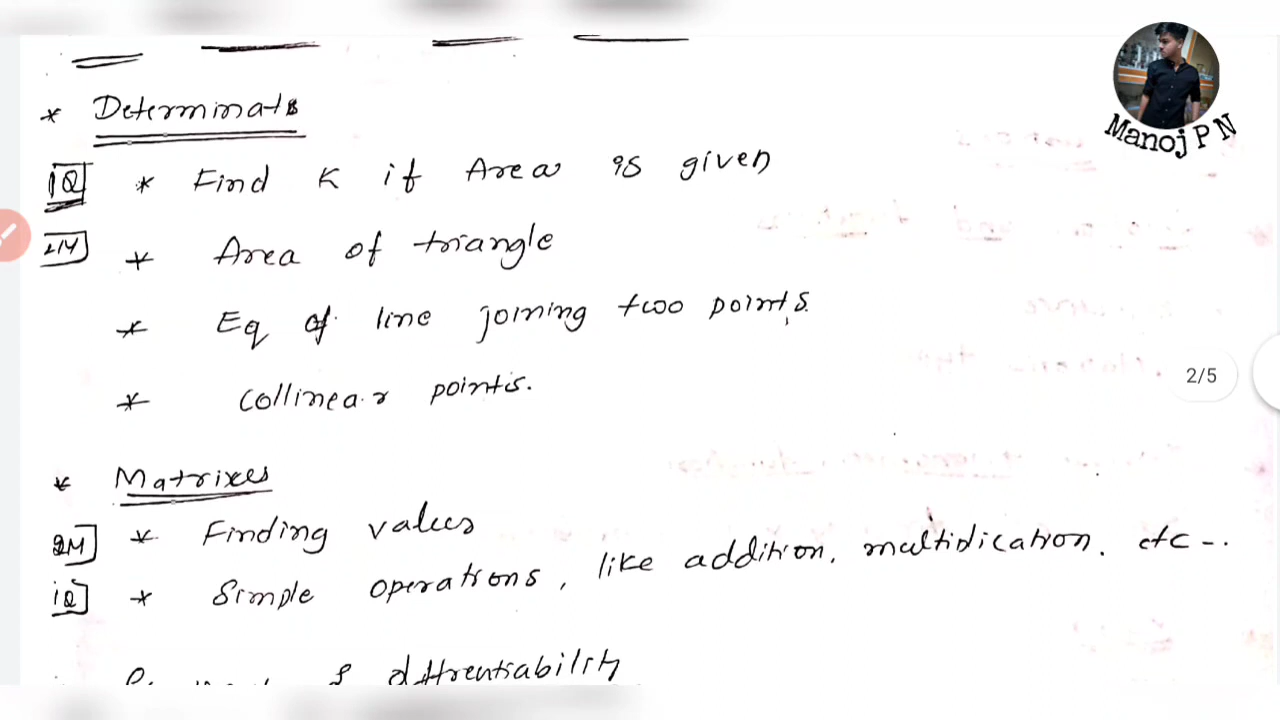 * Determinats
1Q * Find K if Area is given
2M * Area of triangle
* Eq of line joining two points.
* Collinear points.
* Matrixes
2M * Finding values
1Q * Simple operations, like addition, multidication, etc -..
& diffrentiability
Manoj P N
2/5